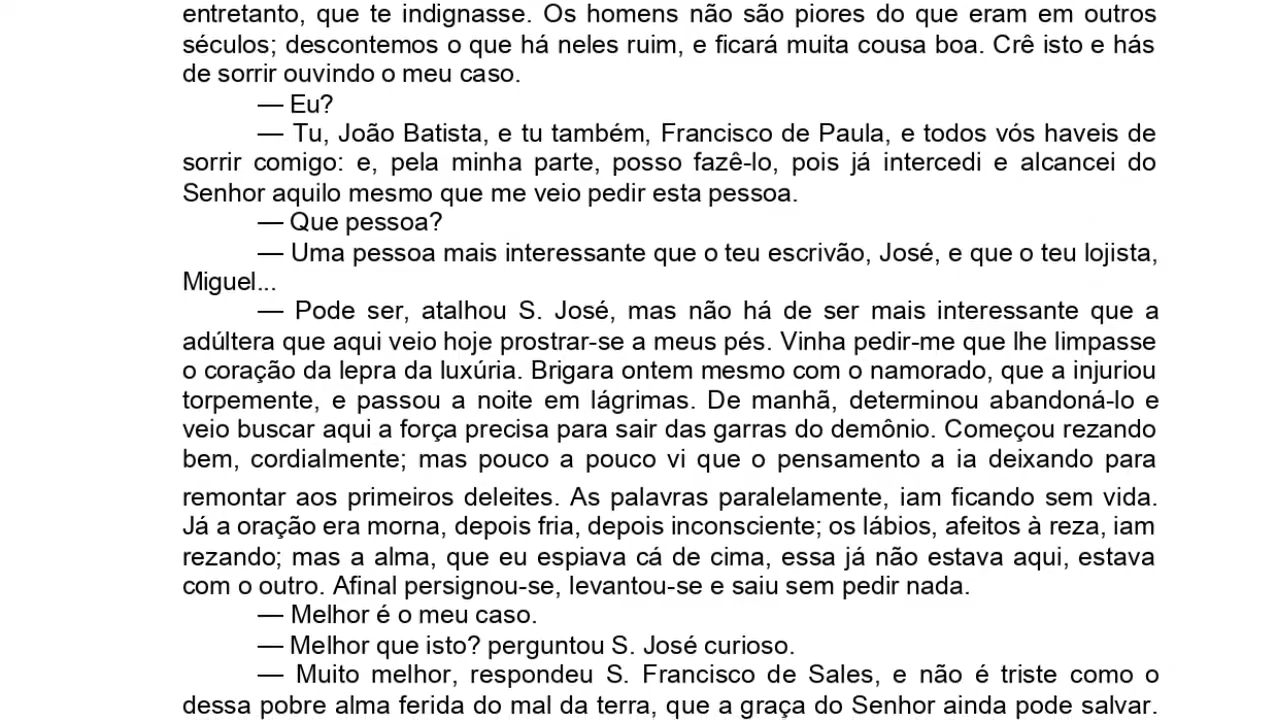 entretanto, que te indignasse. Os homens não são piores do que eram em outros
séculos; descontemos o que há neles ruim, e ficará muita cousa boa. Crê isto e hás
de sorrir ouvindo o meu caso.
— Eu?
— Tu, João Batista, e tu também, Francisco de Paula, e todos vós haveis de
sorrir comigo: e, pela minha parte, posso fazê-lo, pois já intercedi e alcancei do
Senhor aquilo mesmo que me veio pedir esta pessoa.
— Que pessoa?
— Uma pessoa mais interessante que o teu escrivão, José, e que o teu lojista,
Miguel...
— Pode ser, atalhou S. José, mas não há de ser mais interessante que a
adúltera que aqui veio hoje prostrar-se a meus pés. Vinha pedir-me que lhe limpasse
o coração da lepra da luxúria. Brigara ontem mesmo com o namorado, que a injuriou
torpemente, e passou a noite em lágrimas. De manhã, determinou abandoná-lo e
veio buscar aqui a força precisa para sair das garras do demônio. Começou rezando
bem, cordialmente; mas pouco a pouco vi que o pensamento a ia deixando para
remontar aos primeiros deleites. As palavras paralelamente, iam ficando sem vida.
Já a oração era morna, depois fria, depois inconsciente; os lábios, afeitos à reza, iam
rezando; mas a alma, que eu espiava cá de cima, essa já não estava aqui, estava
com o outro. Afinal persignou-se, levantou-se e saiu sem pedir nada.
— Melhor é o meu caso.
— Melhor que isto? perguntou S. José curioso.
— Muito melhor, respondeu S. Francisco de Sales, e não é triste como o
dessa pobre alma ferida do mal da terra, que a graça do Senhor ainda pode salvar.